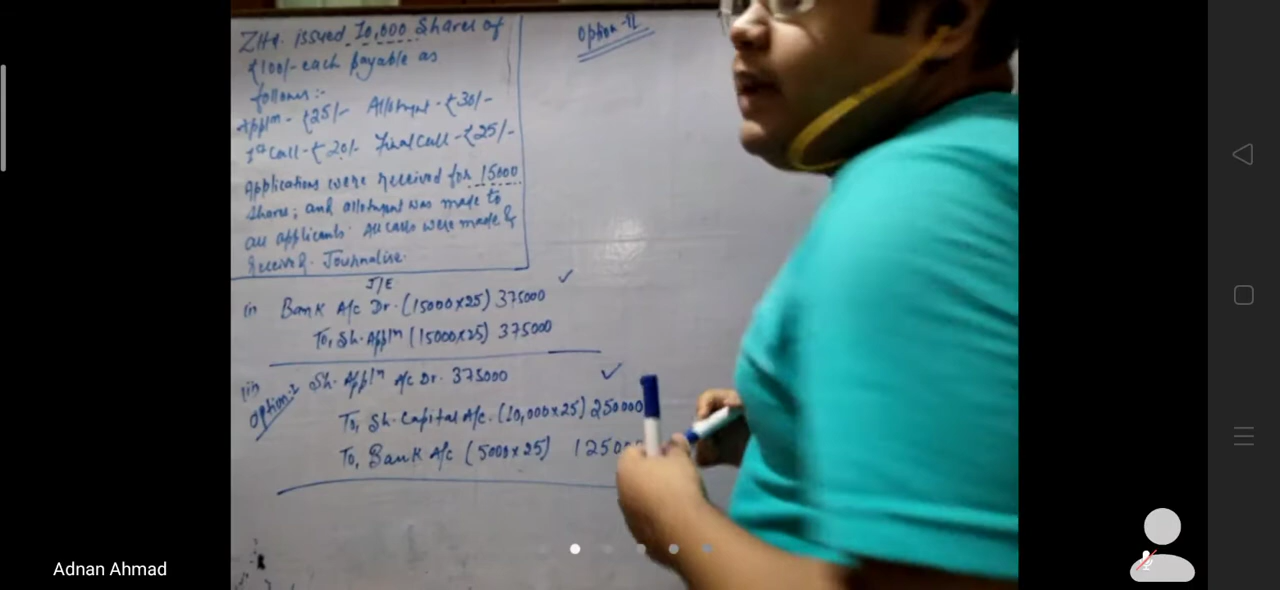 ZHA. issued 10,000 Shares of
₹100/- each payable as
follows:-
Appln - ₹25/- Allotment - ₹30/-
1st Call - ₹20/- Final Call - ₹25/-
Applications were received for 15000
shares; and allotment was made to
all applicants. All calls were made &
received. Journalise.
Option-II
J/E
(i) Bank A/c Dr. (15000x25) 375000
To, Sh. Appln (15000x25) 375000
(ii) Sh. Appln A/c Dr. 375000
Option:-
To, Sh. Capital A/c. (10,000x25) 250000
To, Bank A/c (5000x25)
Adnan Ahmad